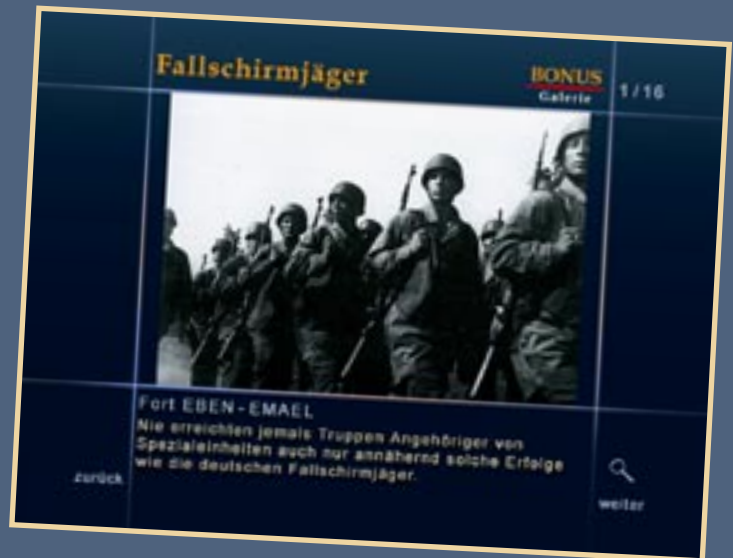 Fallschirmjäger
BONUS
Galerie
1/16
Fort EBEN-EMAEL
Nie erreichten jemals Truppen Angehöriger von
Spezialeinheiten auch nur annähernd solche Erfolge
wie die deutschen Fallschirmjäger.
zurück
weiter